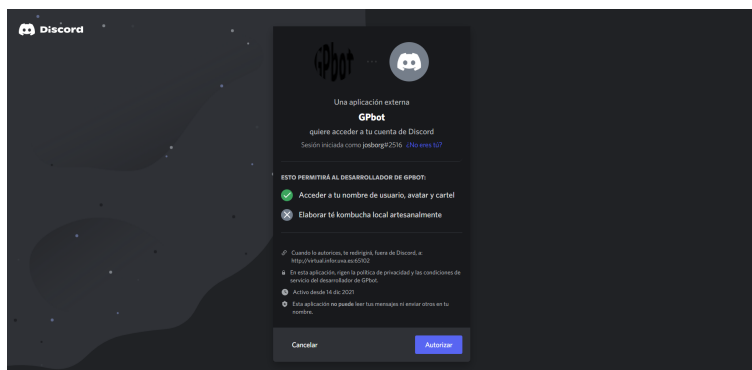 Discord
GPbot
Una aplicación externa
GPbot
quiere acceder a tu cuenta de Discord
Sesión iniciada como josborg#2516 ¿No eres tú?
ESTO PERMITIRÁ AL DESARROLLADOR DE GPBOT:
Acceder a tu nombre de usuario, avatar y cartel
Elaborar té kombucha local artesanalmente
Cuando lo autorices, te redirigirá, fuera de Discord, a:
http://virtual.infor.uva.es:65102
En esta aplicación, rigen la política de privacidad y las condiciones de
servicio del desarrollador de GPbot.
Activo desde 14 dic 2021
Esta aplicación no puede leer tus mensajes ni enviar otros en tu
nombre.
Cancelar
Autorizar